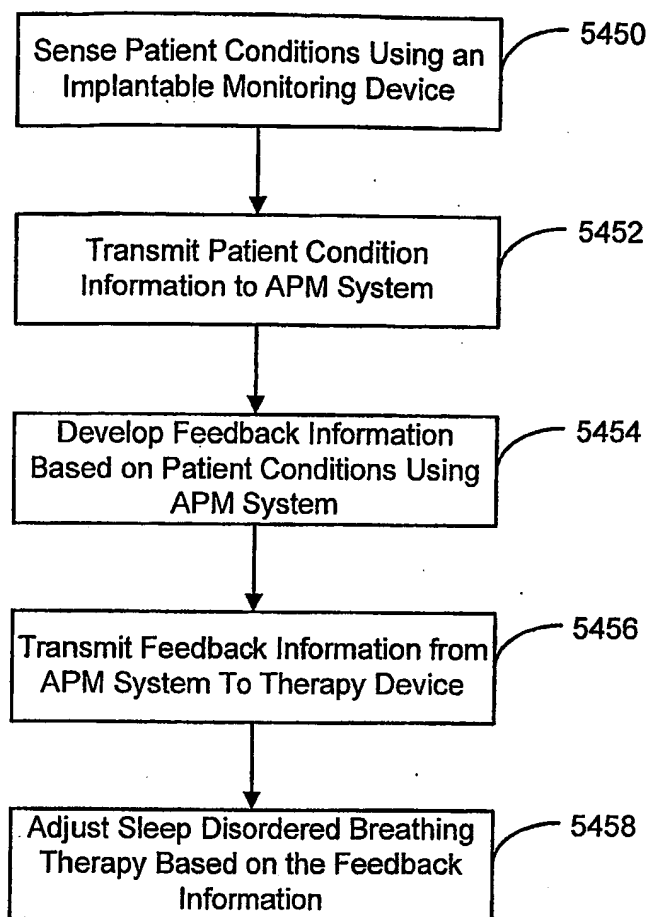 Sense Patient Conditions Using an
Implantable Monitoring Device
5450
Transmit Patient Condition
Information to APM System
5452
Develop Feedback Information
Based on Patient Conditions Using
APM System
5454
Transmit Feedback Information from
APM System To Therapy Device
5456
Adjust Sleep Disordered Breathing
Therapy Based on the Feedback
Information
5458